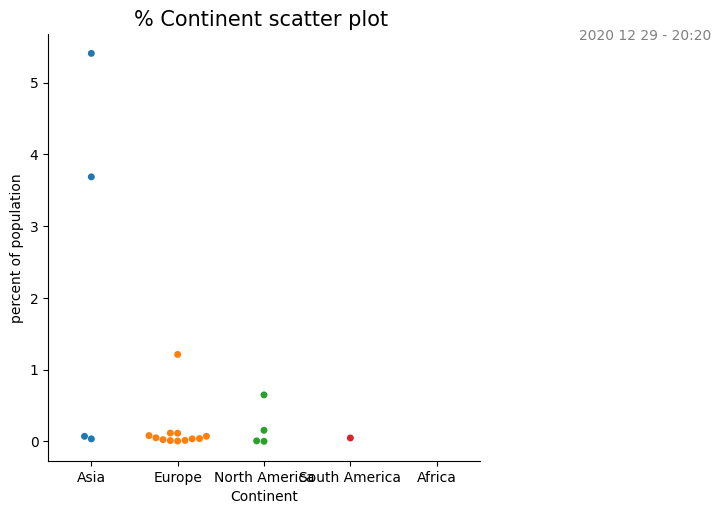 % Continent scatter plot
2020 12 29 - 20:20
percent of population
5
4
3
2
1
0
Asia Europe North America South America Africa
Continent